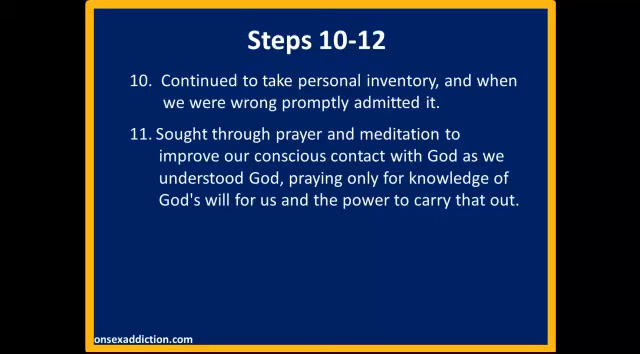 Steps 10-12
10. Continued to take personal inventory, and when
we were wrong promptly admitted it.
11. Sought through prayer and meditation to
improve our conscious contact with God as we
understood God, praying only for knowledge of
God's will for us and the power to carry that out.
onsexaddiction.com